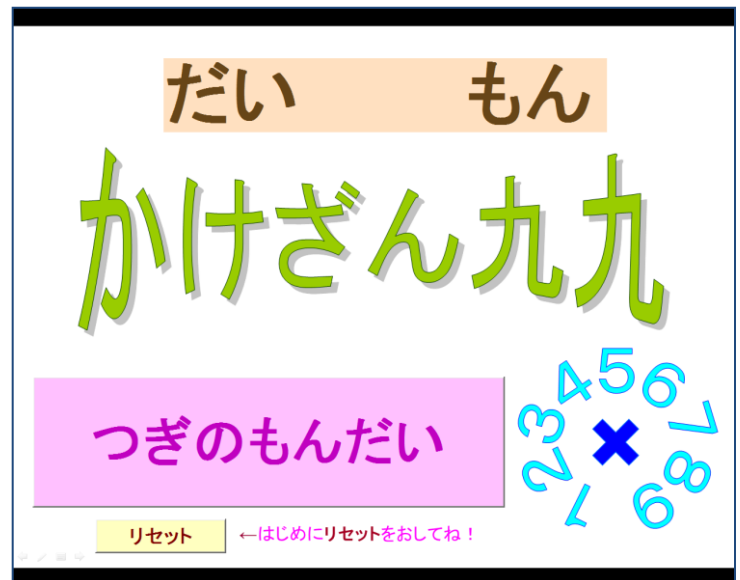 だい　もん
かけざん九九
つぎのもんだい
1 2 3 4 5 6 7 8 9
×
リセット ←はじめにリセットをおしてね！